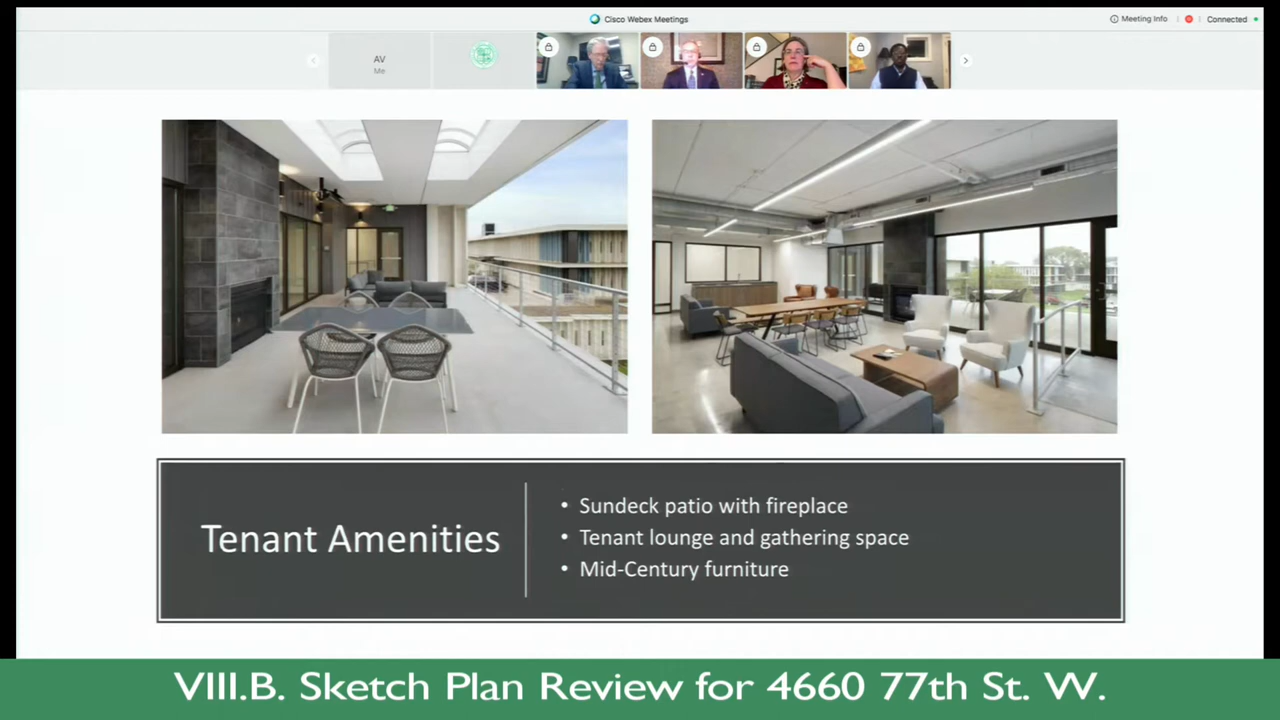 Cisco Webex Meetings
Meeting Info
Connected
AV
Me
Tenant Amenities
• Sundeck patio with fireplace
• Tenant lounge and gathering space
• Mid-Century furniture
VIII.B. Sketch Plan Review for 4660 77th St. W.